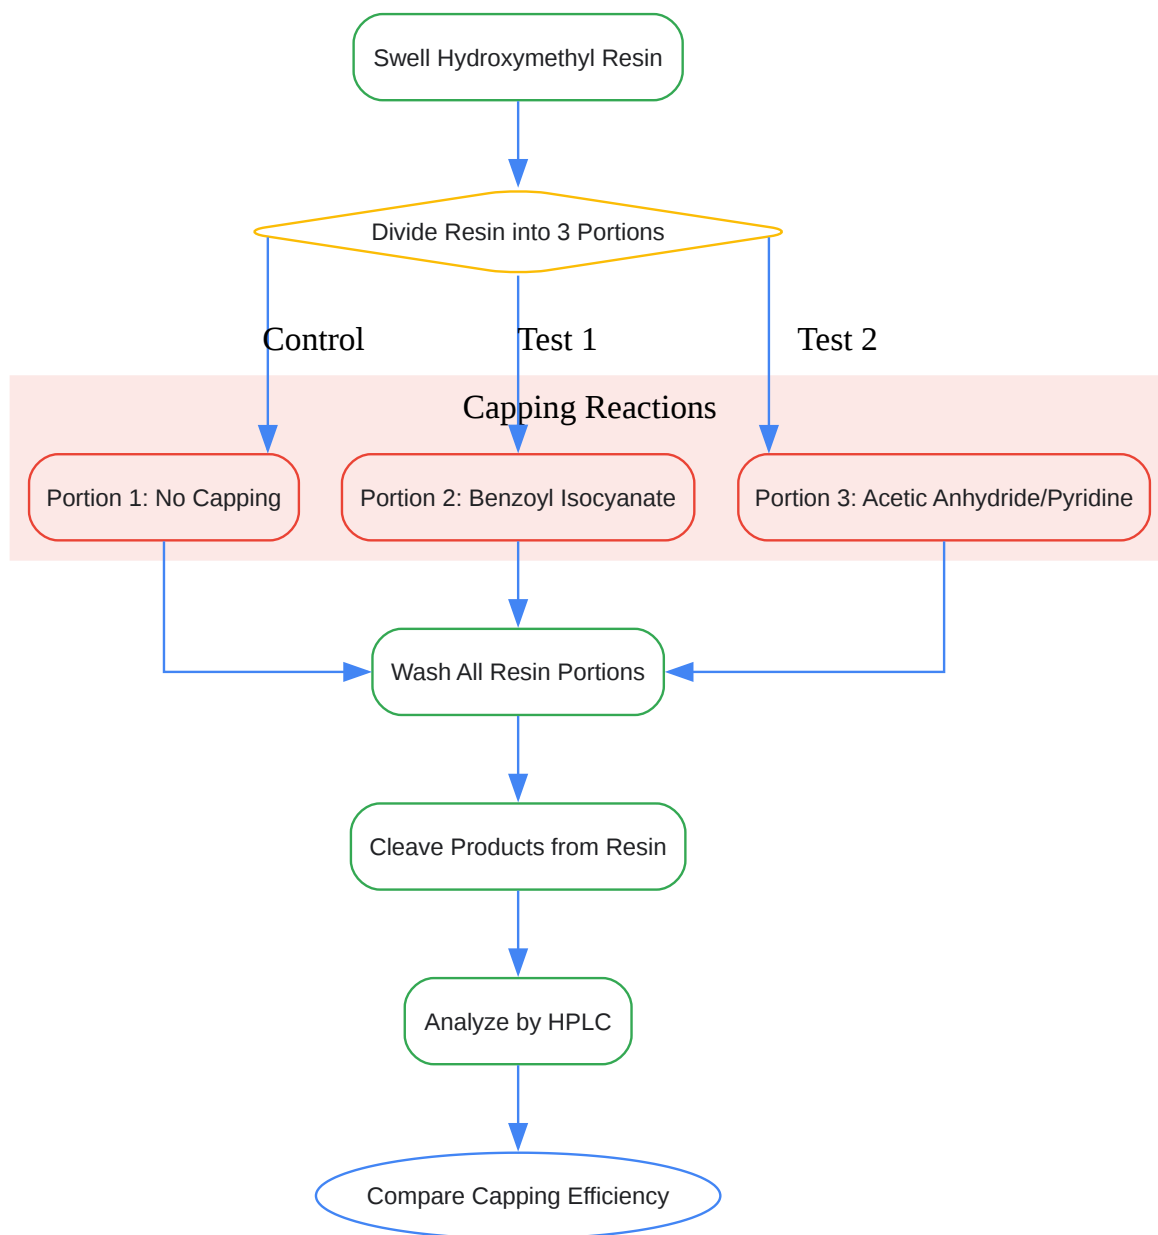 Swell Hydroxymethyl Resin
Divide Resin into 3 Portions
Control
Test 1
Test 2
Capping Reactions
Portion 1: No Capping
Portion 2: Benzoyl Isocyanate
Portion 3: Acetic Anhydride/Pyridine
Wash All Resin Portions
Cleave Products from Resin
Analyze by HPLC
Compare Capping Efficiency